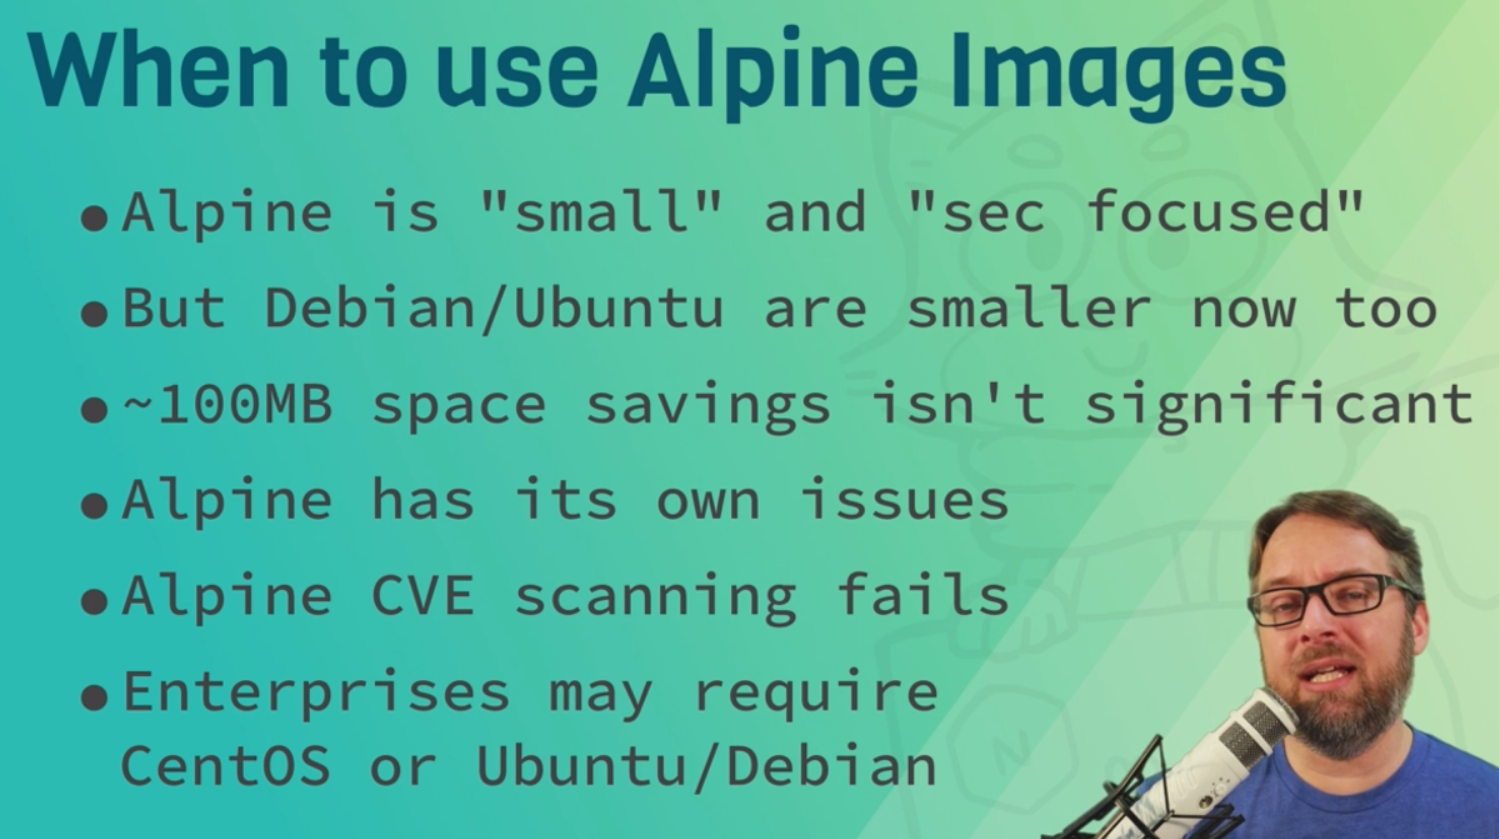 When to use Alpine Images
•Alpine is "small" and "sec focused"
•But Debian/Ubuntu are smaller now too
•~100MB space savings isn't significant
•Alpine has its own issues
•Alpine CVE scanning fails
•Enterprises may require
CentOS or Ubuntu/Debian
N